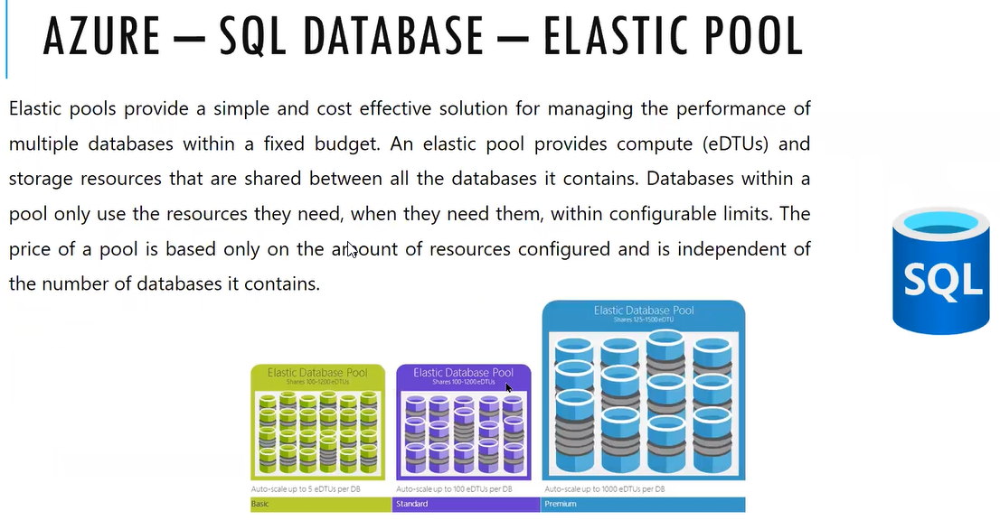 AZURE – SQL DATABASE – ELASTIC POOL
Elastic pools provide a simple and cost effective solution for managing the performance of
multiple databases within a fixed budget. An elastic pool provides compute (eDTUs) and
storage resources that are shared between all the databases it contains. Databases within a
pool only use the resources they need, when they need them, within configurable limits. The
price of a pool is based only on the amount of resources configured and is independent of
the number of databases it contains.
SQL
Elastic Database Pool
Shares 100-1200 eDTUs
Auto-scale up to 5 eDTUs per DB
Basic
Elastic Database Pool
Shares 100-1200 eDTUs
Auto-scale up to 100 eDTUs per DB
Standard
Elastic Database Pool
Shares 125-1500 eDTU
Auto-scale up to 1000 eDTUs per DB
Premium